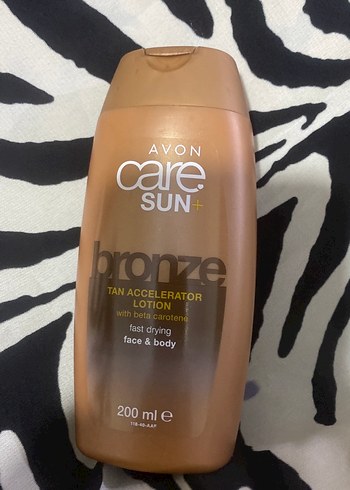 AVON
care
SUN+
bronze
TAN ACCELERATOR
LOTION
with beta carotene
fast drying
face & body
200 ml e